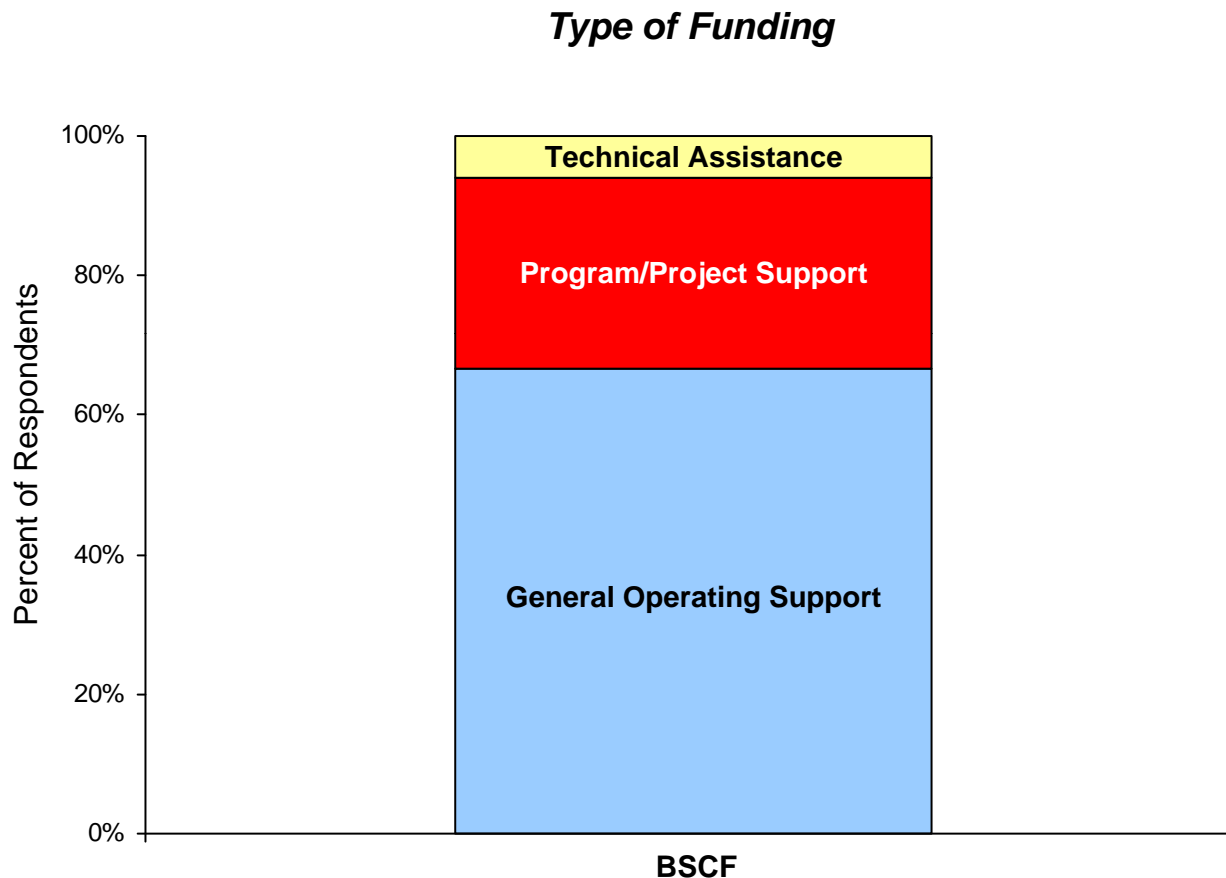 Type of Funding
100%
Technical Assistance
Program/Project Support
80%
Percent of Respondents
60%
General Operating Support
40%
20%
0%
BSCF